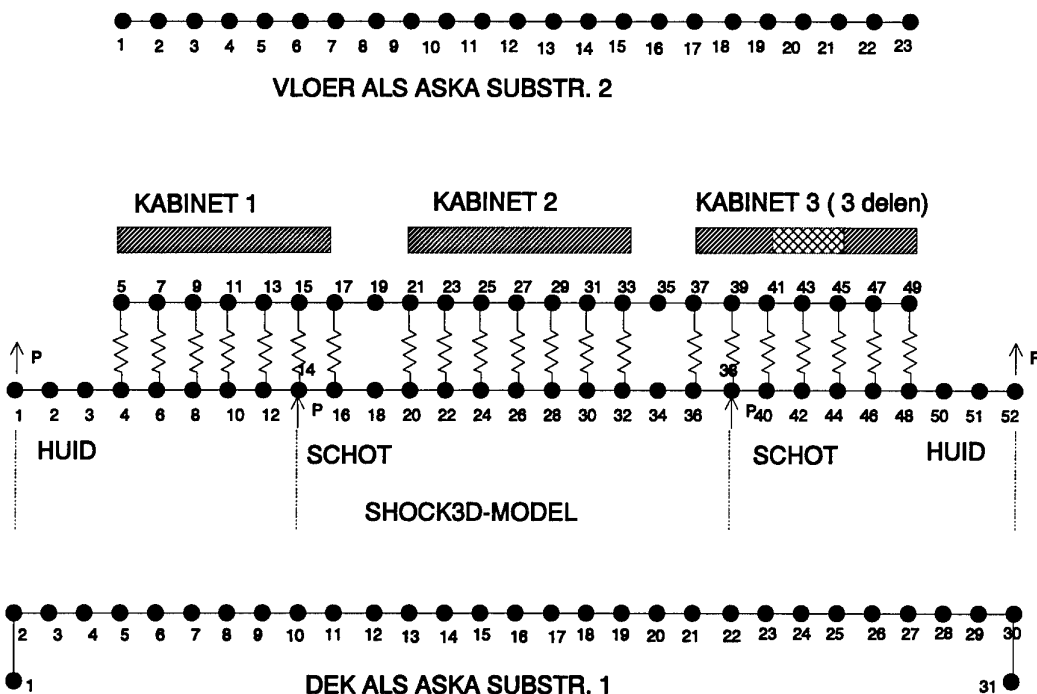 1 2 3 4 5 6 7 8 9 10 11 12 13 14 15 16 17 18 19 20 21 22 23
VLOER ALS ASKA SUBSTR. 2
KABINET 1 KABINET 2 KABINET 3 ( 3 delen)
5 7 9 11 13 15 17 19 21 23 25 27 29 31 33 35 37 39 41 43 45 47 49
P P
14 38
1 2 3 4 6 8 10 12 P 16 18 20 22 24 26 28 30 32 34 36 P 40 42 44 46 48 50 51 52
HUID SCHOT SCHOT HUID
SHOCK3D-MODEL
2 3 4 5 6 7 8 9 10 11 12 13 14 15 16 17 18 19 20 21 22 23 24 25 26 27 28 29 30
1 31
DEK ALS ASKA SUBSTR. 1